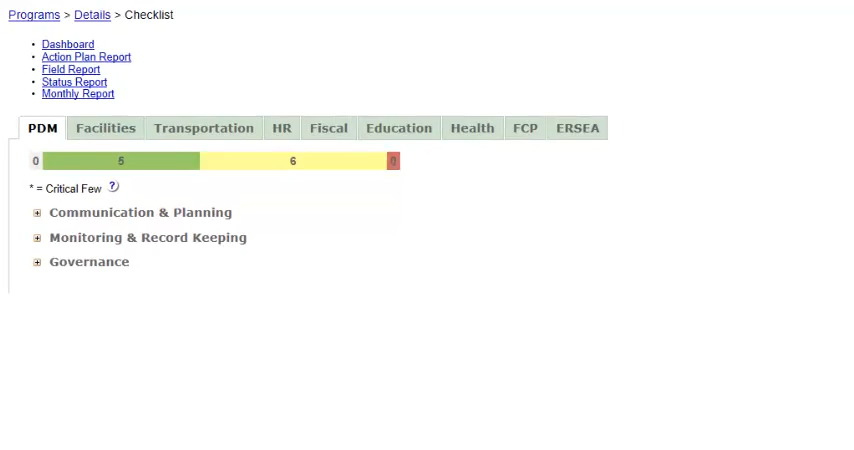 Programs > Details > Checklist
• Dashboard
• Action Plan Report
• Field Report
• Status Report
• Monthly Report
PDM Facilities Transportation HR Fiscal Education Health FCP ERSEA
0 5 6 0
* = Critical Few ?
Communication & Planning
Monitoring & Record Keeping
Governance